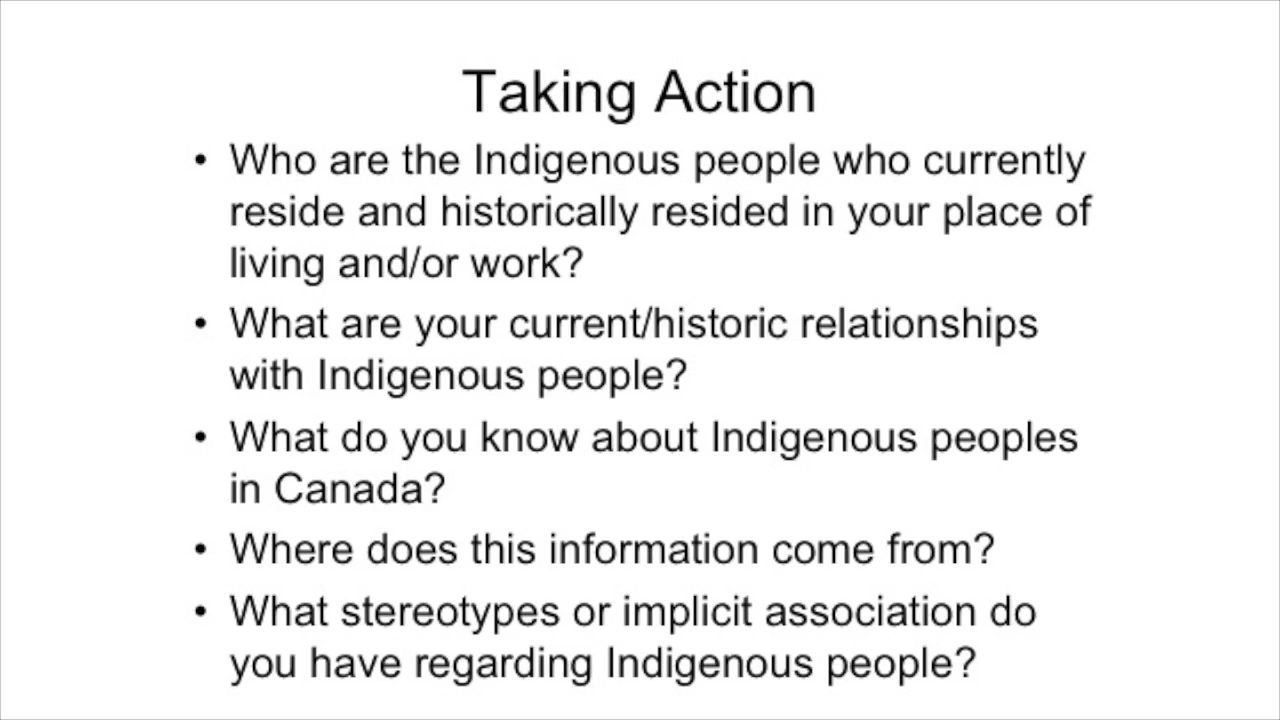 Taking Action
• Who are the Indigenous people who currently
reside and historically resided in your place of
living and/or work?
• What are your current/historic relationships
with Indigenous people?
• What do you know about Indigenous peoples
in Canada?
• Where does this information come from?
• What stereotypes or implicit association do
you have regarding Indigenous people?